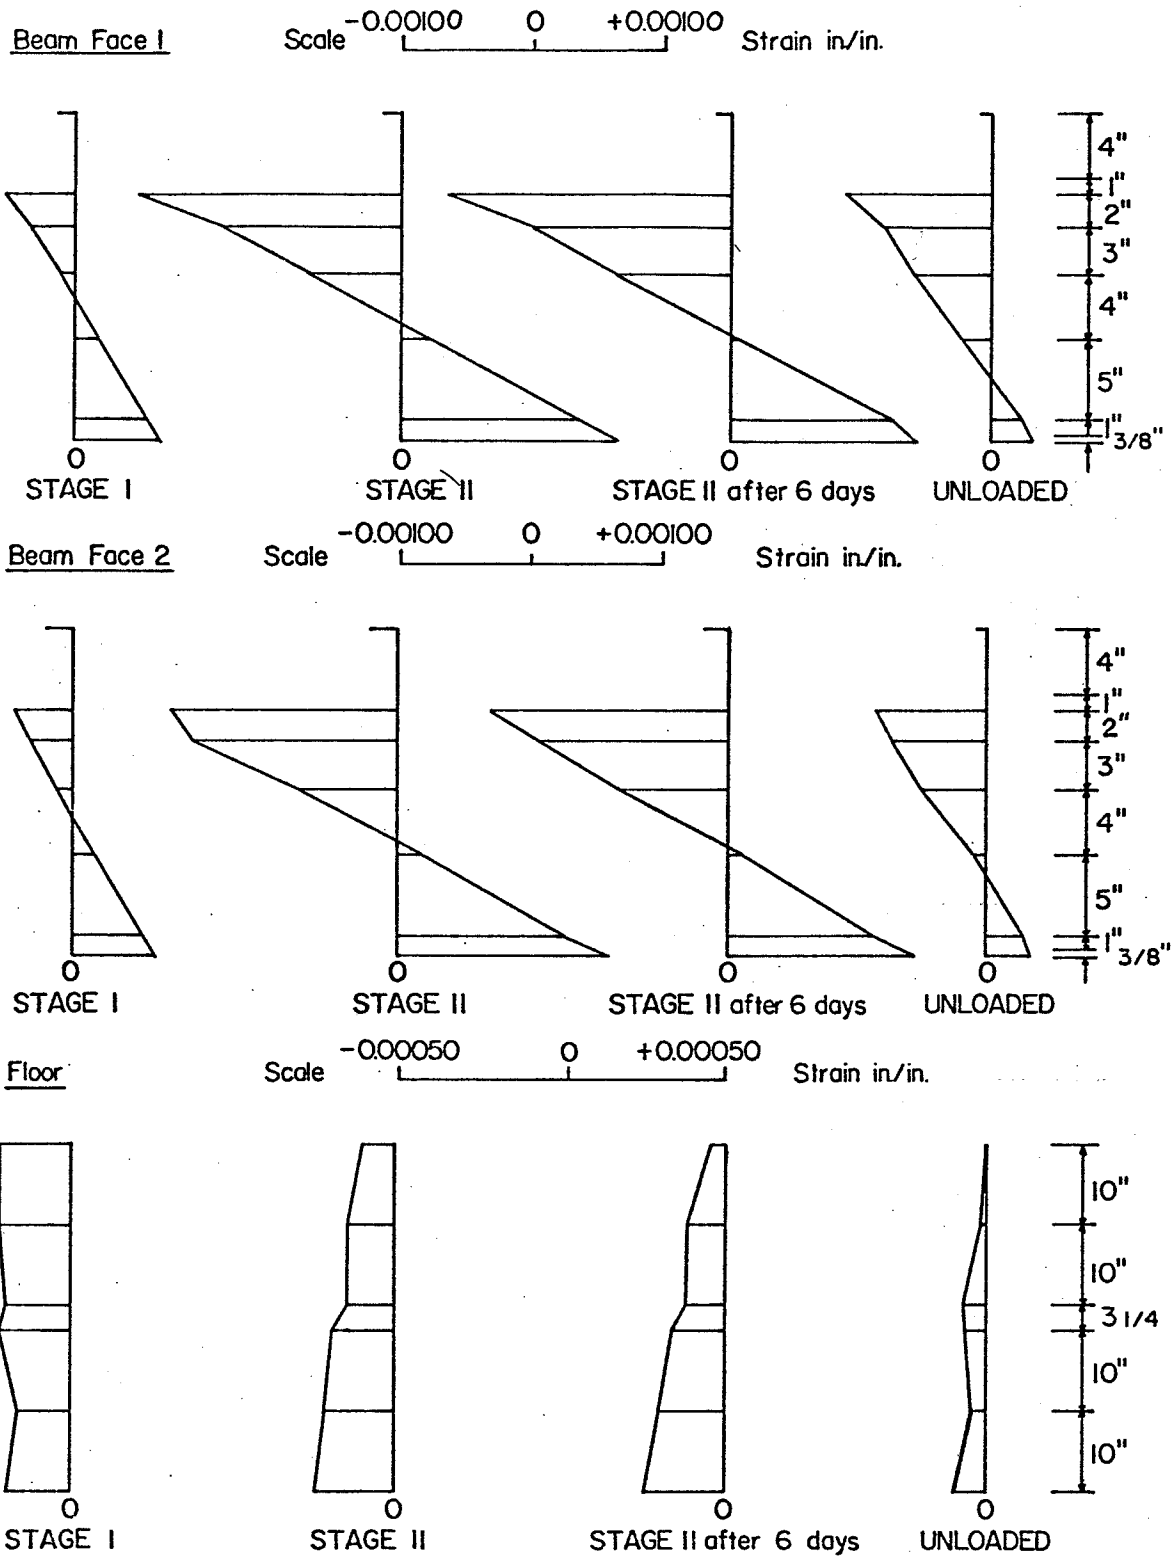 Beam Face 1 Scale -0.00100 0 +0.00100 Strain in/in.
4"
1"
2"
3"
4"
5"
1"
3/8"
0 0 0 0
STAGE I STAGE II STAGE II after 6 days UNLOADED
Beam Face 2 Scale -0.00100 0 +0.00100 Strain in/in.
4"
1"
2"
3"
4"
5"
1"
3/8"
0 0 0 0
STAGE I STAGE II STAGE II after 6 days UNLOADED
Floor Scale -0.00050 0 +0.00050 Strain in/in.
10"
10"
3 1/4
10"
10"
0 0 0 0
STAGE I STAGE II STAGE II after 6 days UNLOADED